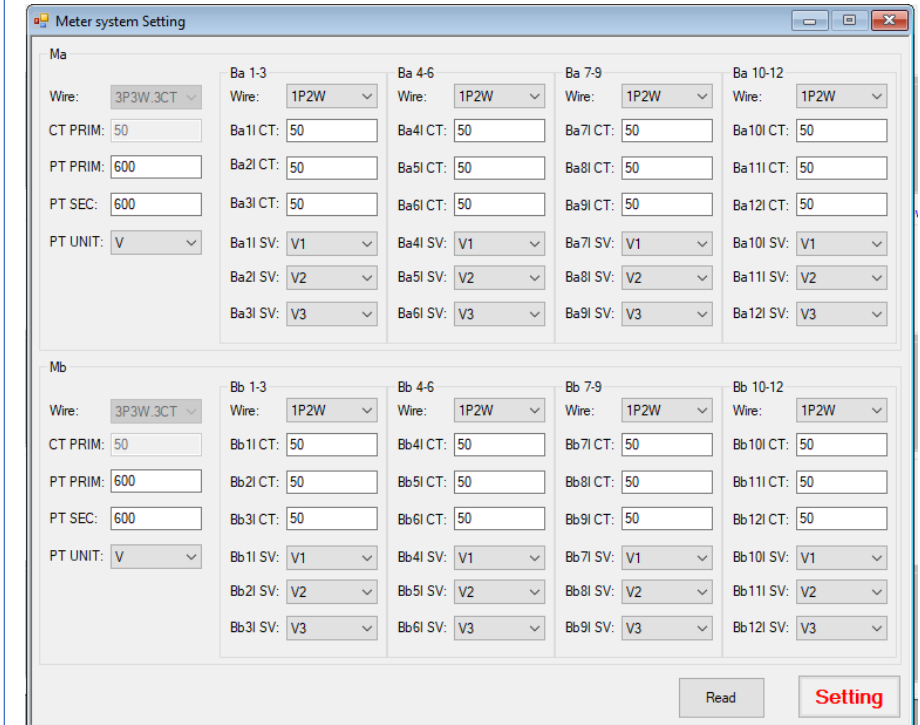 Meter system Setting
Ma
Ba 1-3 Ba 4-6 Ba 7-9 Ba 10-12
Wire: 3P3W.3CT Wire: 1P2W Wire: 1P2W Wire: 1P2W Wire: 1P2W
CT PRIM: 50 Ba1I CT: 50 Ba4I CT: 50 Ba7I CT: 50 Ba10I CT: 50
PT PRIM: 600 Ba2I CT: 50 Ba5I CT: 50 Ba8I CT: 50 Ba11I CT: 50
PT SEC: 600 Ba3I CT: 50 Ba6I CT: 50 Ba9I CT: 50 Ba12I CT: 50
PT UNIT: V Ba1I SV: V1 Ba4I SV: V1 Ba7I SV: V1 Ba10I SV: V1
Ba2I SV: V2 Ba5I SV: V2 Ba8I SV: V2 Ba11I SV: V2
Ba3I SV: V3 Ba6I SV: V3 Ba9I SV: V3 Ba12I SV: V3
Mb
Bb 1-3 Bb 4-6 Bb 7-9 Bb 10-12
Wire: 3P3W.3CT Wire: 1P2W Wire: 1P2W Wire: 1P2W Wire: 1P2W
CT PRIM: 50 Bb1I CT: 50 Bb4I CT: 50 Bb7I CT: 50 Bb10I CT: 50
PT PRIM: 600 Bb2I CT: 50 Bb5I CT: 50 Bb8I CT: 50 Bb11I CT: 50
PT SEC: 600 Bb3I CT: 50 Bb6I CT: 50 Bb9I CT: 50 Bb12I CT: 50
PT UNIT: V Bb1I SV: V1 Bb4I SV: V1 Bb7I SV: V1 Bb10I SV: V1
Bb2I SV: V2 Bb5I SV: V2 Bb8I SV: V2 Bb11I SV: V2
Bb3I SV: V3 Bb6I SV: V3 Bb9I SV: V3 Bb12I SV: V3
Read Setting